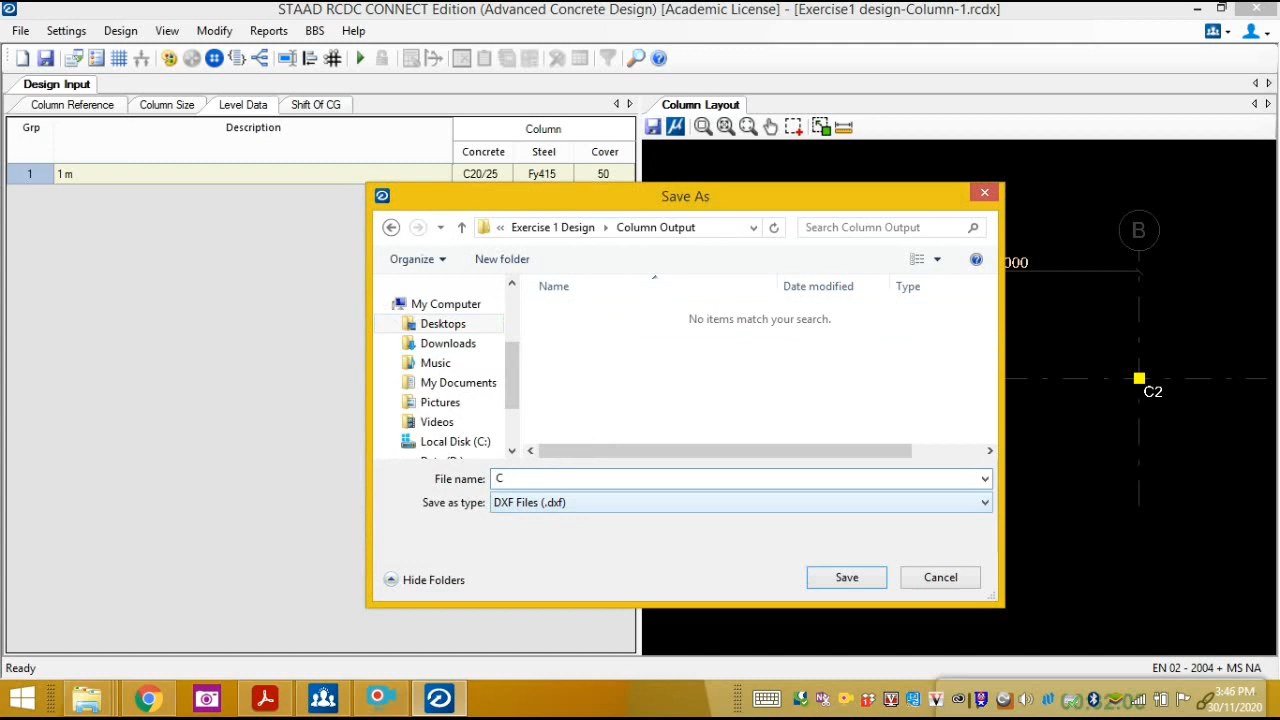 STAAD RCDC CONNECT Edition (Advanced Concrete Design) [Academic License] - [Exercise1 design-Column-1.rcdx]
File Settings Design View Modify Reports BBS Help
Design Input
Column Layout
Column Reference Column Size Level Data Shift Of CG
Grp Description Column
Concrete Steel Cover
1 1 m C20/25 Fy415 50
Save As
« Exercise 1 Design Column Output Search Column Output
Organize New folder
Name Date modified Type
No items match your search.
My Computer
Desktops
Downloads
Music
My Documents
Pictures
Videos
Local Disk (C:)
File name: C
Save as type: DXF Files (.dxf)
Hide Folders Save Cancel
B
000
C2
Ready EN 02 - 2004 + MS NA
3:46 PM
30/11/2020